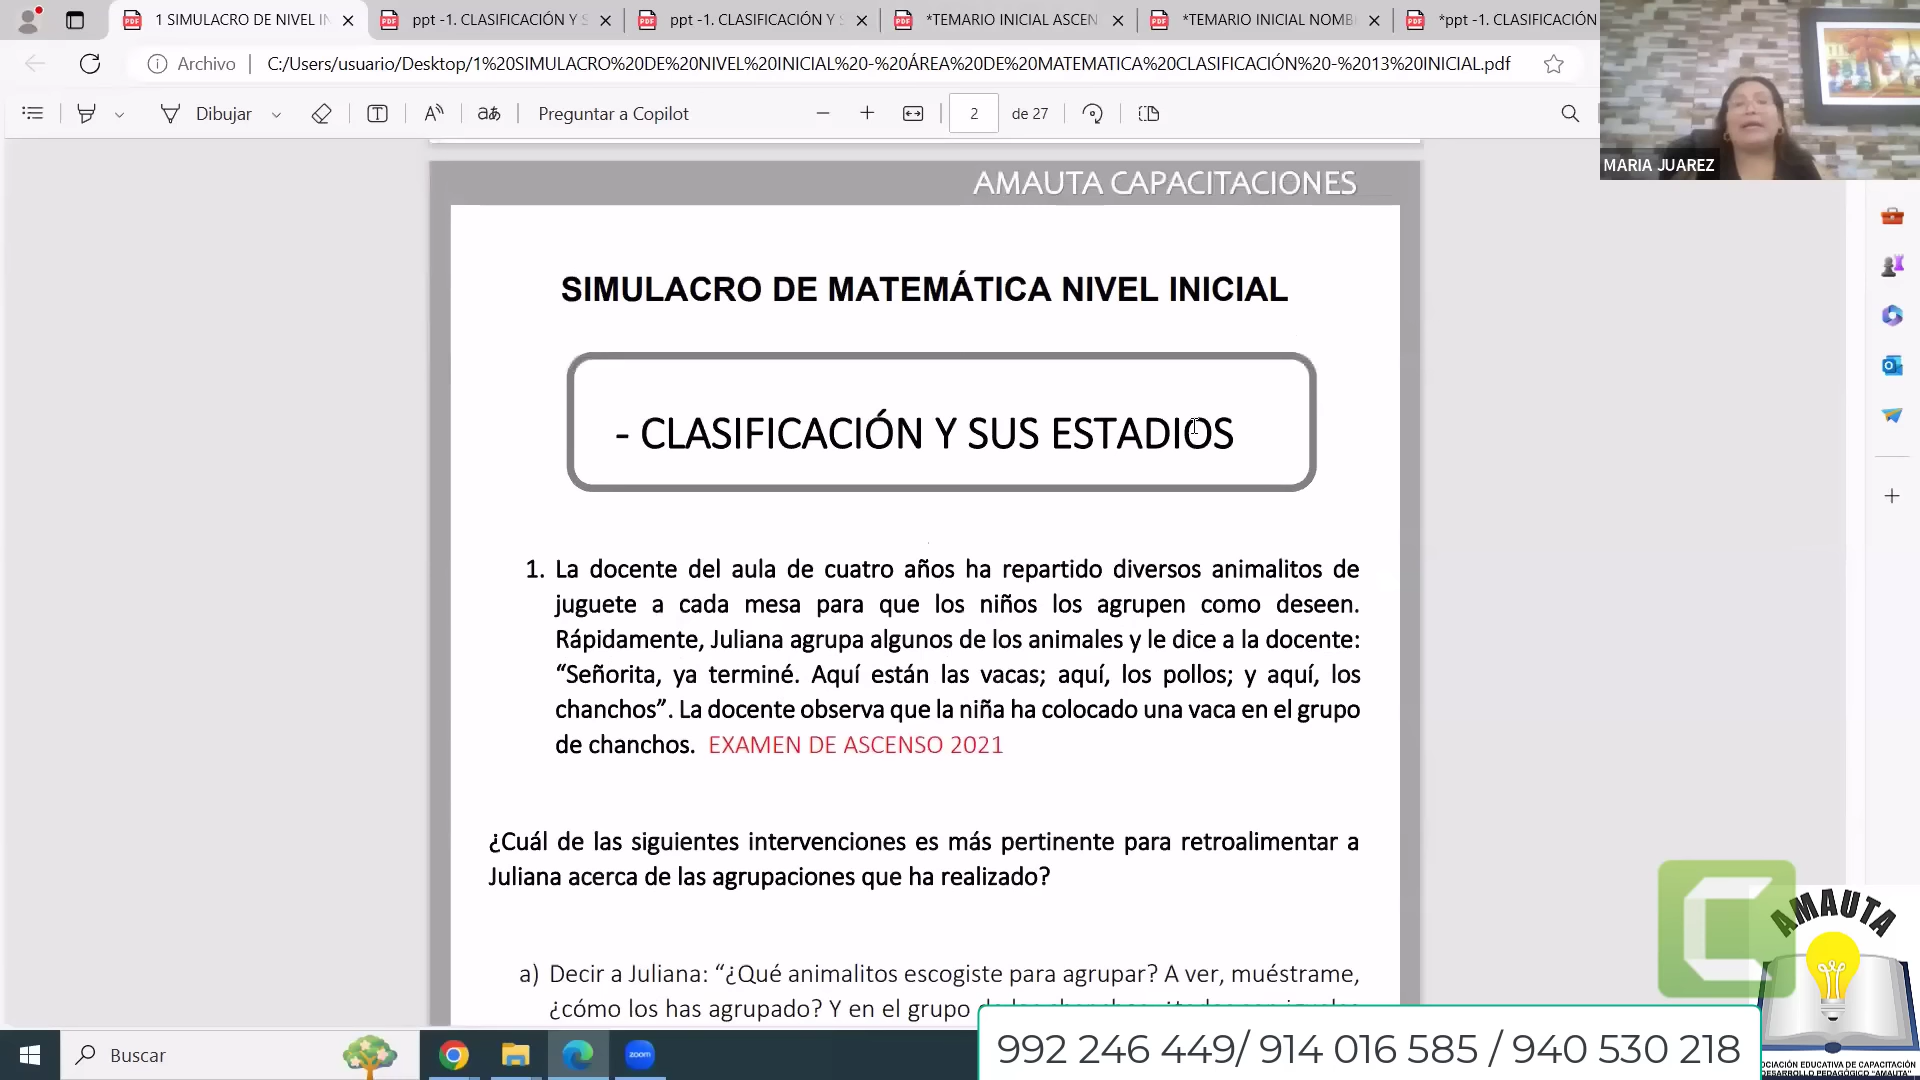 1 SIMULACRO DE NIVEL IN
ppt -1. CLASIFICACIÓN Y S
ppt -1. CLASIFICACIÓN Y S
*TEMARIO INICIAL ASCEN
*TEMARIO INICIAL NOMB
*ppt -1. CLASIFICACIÓN
Archivo
C:/Users/usuario/Desktop/1%20SIMULACRO%20DE%20NIVEL%20INICIAL%20-%20ÁREA%20DE%20MATEMATICA%20CLASIFICACIÓN%20-%2013%20INICIAL.pdf
Dibujar
Preguntar a Copilot
2
de 27
MARIA JUAREZ
AMAUTA CAPACITACIONES
SIMULACRO DE MATEMÁTICA NIVEL INICIAL
- CLASIFICACIÓN Y SUS ESTADIOS
1. La docente del aula de cuatro años ha repartido diversos animalitos de
juguete a cada mesa para que los niños los agrupen como deseen.
Rápidamente, Juliana agrupa algunos de los animales y le dice a la docente:
“Señorita, ya terminé. Aquí están las vacas; aquí, los pollos; y aquí, los
chanchos”. La docente observa que la niña ha colocado una vaca en el grupo
de chanchos. EXAMEN DE ASCENSO 2021
¿Cuál de las siguientes intervenciones es más pertinente para retroalimentar a
Juliana acerca de las agrupaciones que ha realizado?
a) Decir a Juliana: “¿Qué animalitos escogiste para agrupar? A ver, muéstrame,
¿cómo los has agrupado? Y en el grupo
AMAUTA
992 246 449/ 914 016 585 / 940 530 218
OCIACIÓN EDUCATIVA DE CAPACITACIÓN
DESARROLLO PEDAGÓGICO "AMAUTA"
Buscar
zoom